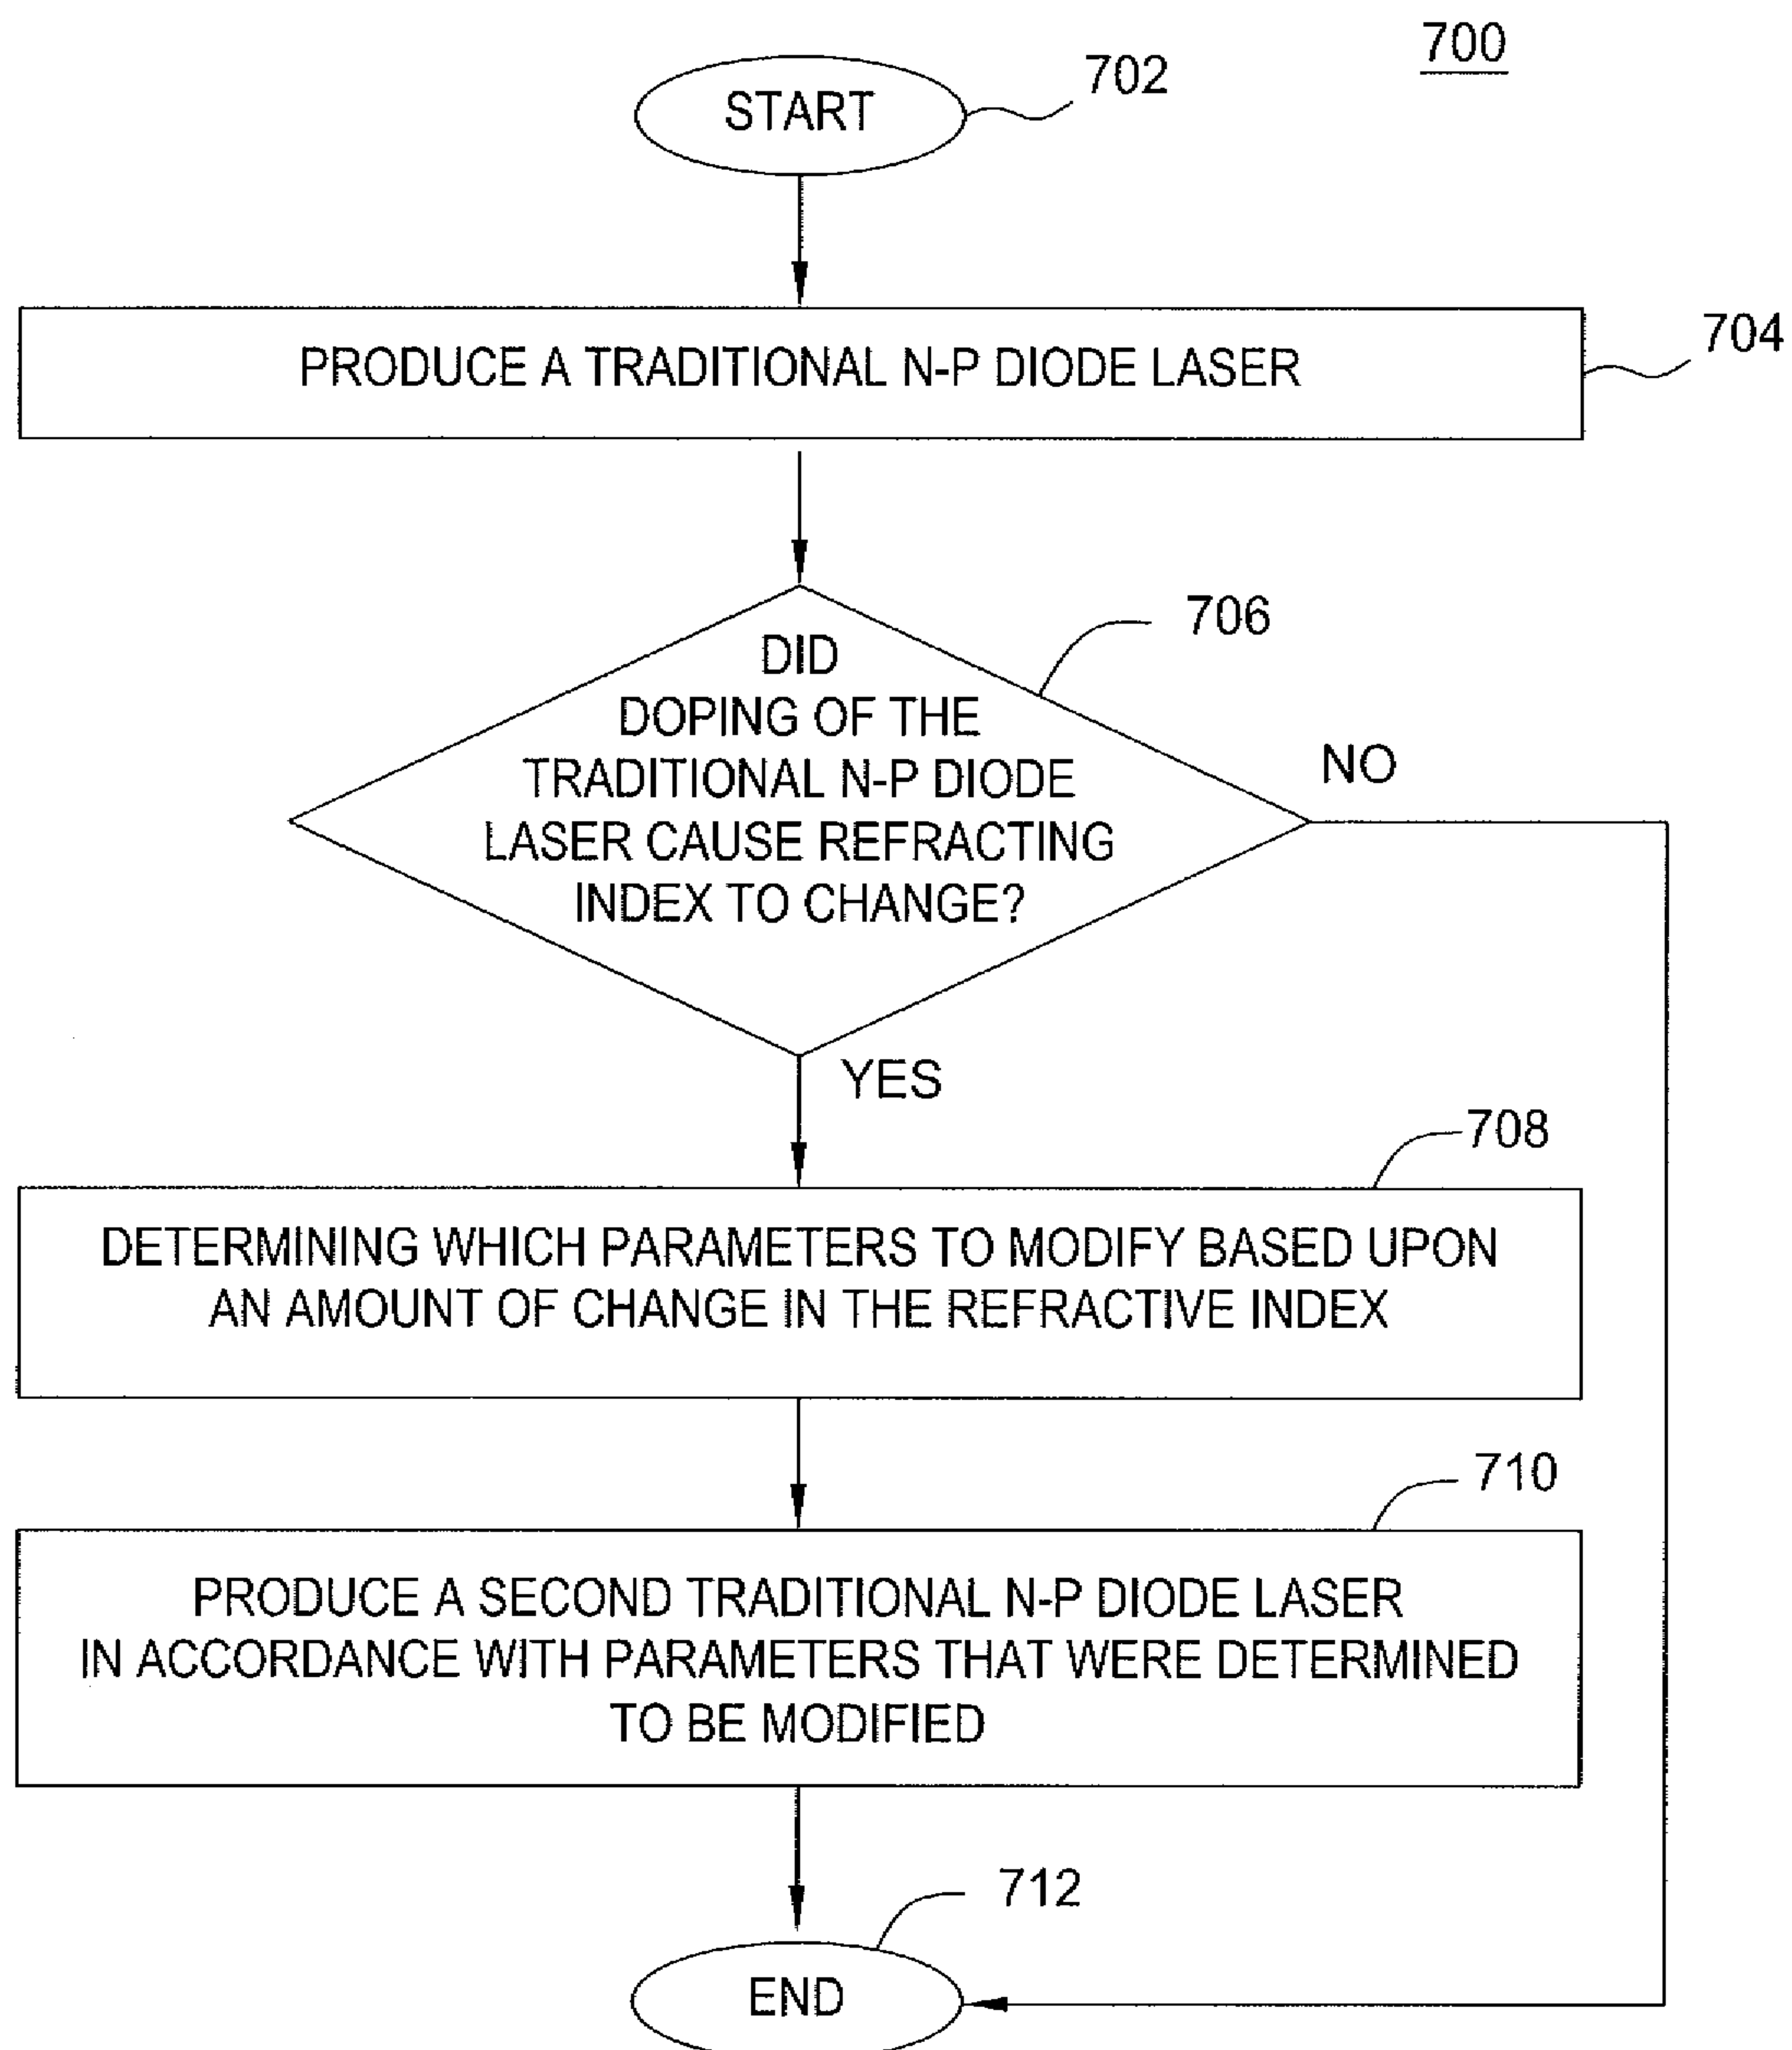 700
START
702
PRODUCE A TRADITIONAL N-P DIODE LASER
704
DID
DOPING OF THE
TRADITIONAL N-P DIODE
LASER CAUSE REFRACTING
INDEX TO CHANGE?
706
NO
YES
708
DETERMINING WHICH PARAMETERS TO MODIFY BASED UPON
AN AMOUNT OF CHANGE IN THE REFRACTIVE INDEX
710
PRODUCE A SECOND TRADITIONAL N-P DIODE LASER
IN ACCORDANCE WITH PARAMETERS THAT WERE DETERMINED
TO BE MODIFIED
712
END